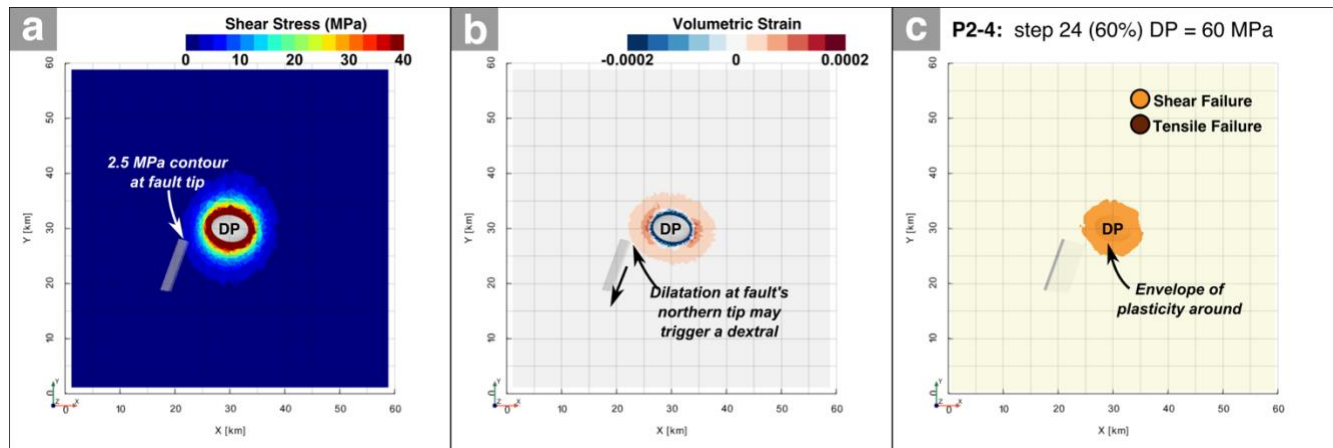 a
Shear Stress (MPa)
0 10 20 30 40
60
50
40
30
20
10
0
Y [km]
2.5 MPa contour
at fault tip
DP
Y
Z X
0 10 20 30 40 50 60
X [km]
b
Volumetric Strain
-0.0002 0 0.0002
60
50
40
30
20
10
0
Y [km]
DP
Dilatation at fault's
northern tip may
trigger a dextral
Y
Z X
0 10 20 30 40 50 60
X [km]
c
P2-4: step 24 (60%) DP = 60 MPa
Shear Failure
Tensile Failure
60
50
40
30
20
10
0
Y [km]
DP
Envelope of
plasticity around
Y
Z X
0 10 20 30 40 50 60
X [km]